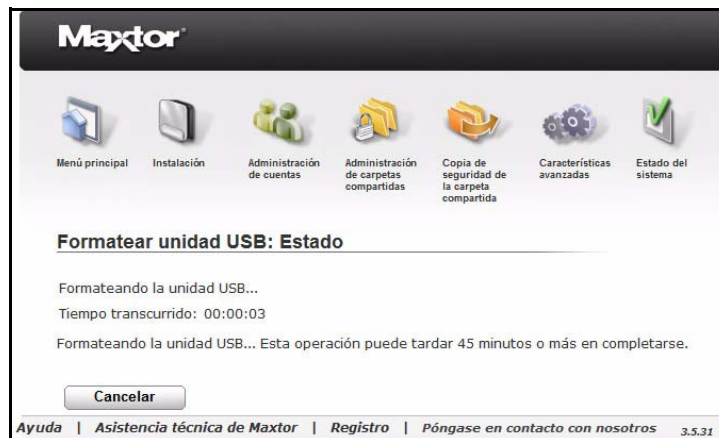 Maxtor
Menú principal
Instalación
Administración
de cuentas
Administración
de carpetas
compartidas
Copia de
seguridad de
la carpeta
compartida
Características
avanzadas
Estado del
sistema
Formatear unidad USB: Estado
Formateando la unidad USB...
Tiempo transcurrido: 00:00:03
Formateando la unidad USB... Esta operación puede tardar 45 minutos o más en completarse.
Cancelar
Ayuda | Asistencia técnica de Maxtor | Registro | Póngase en contacto con nosotros 3.5.31